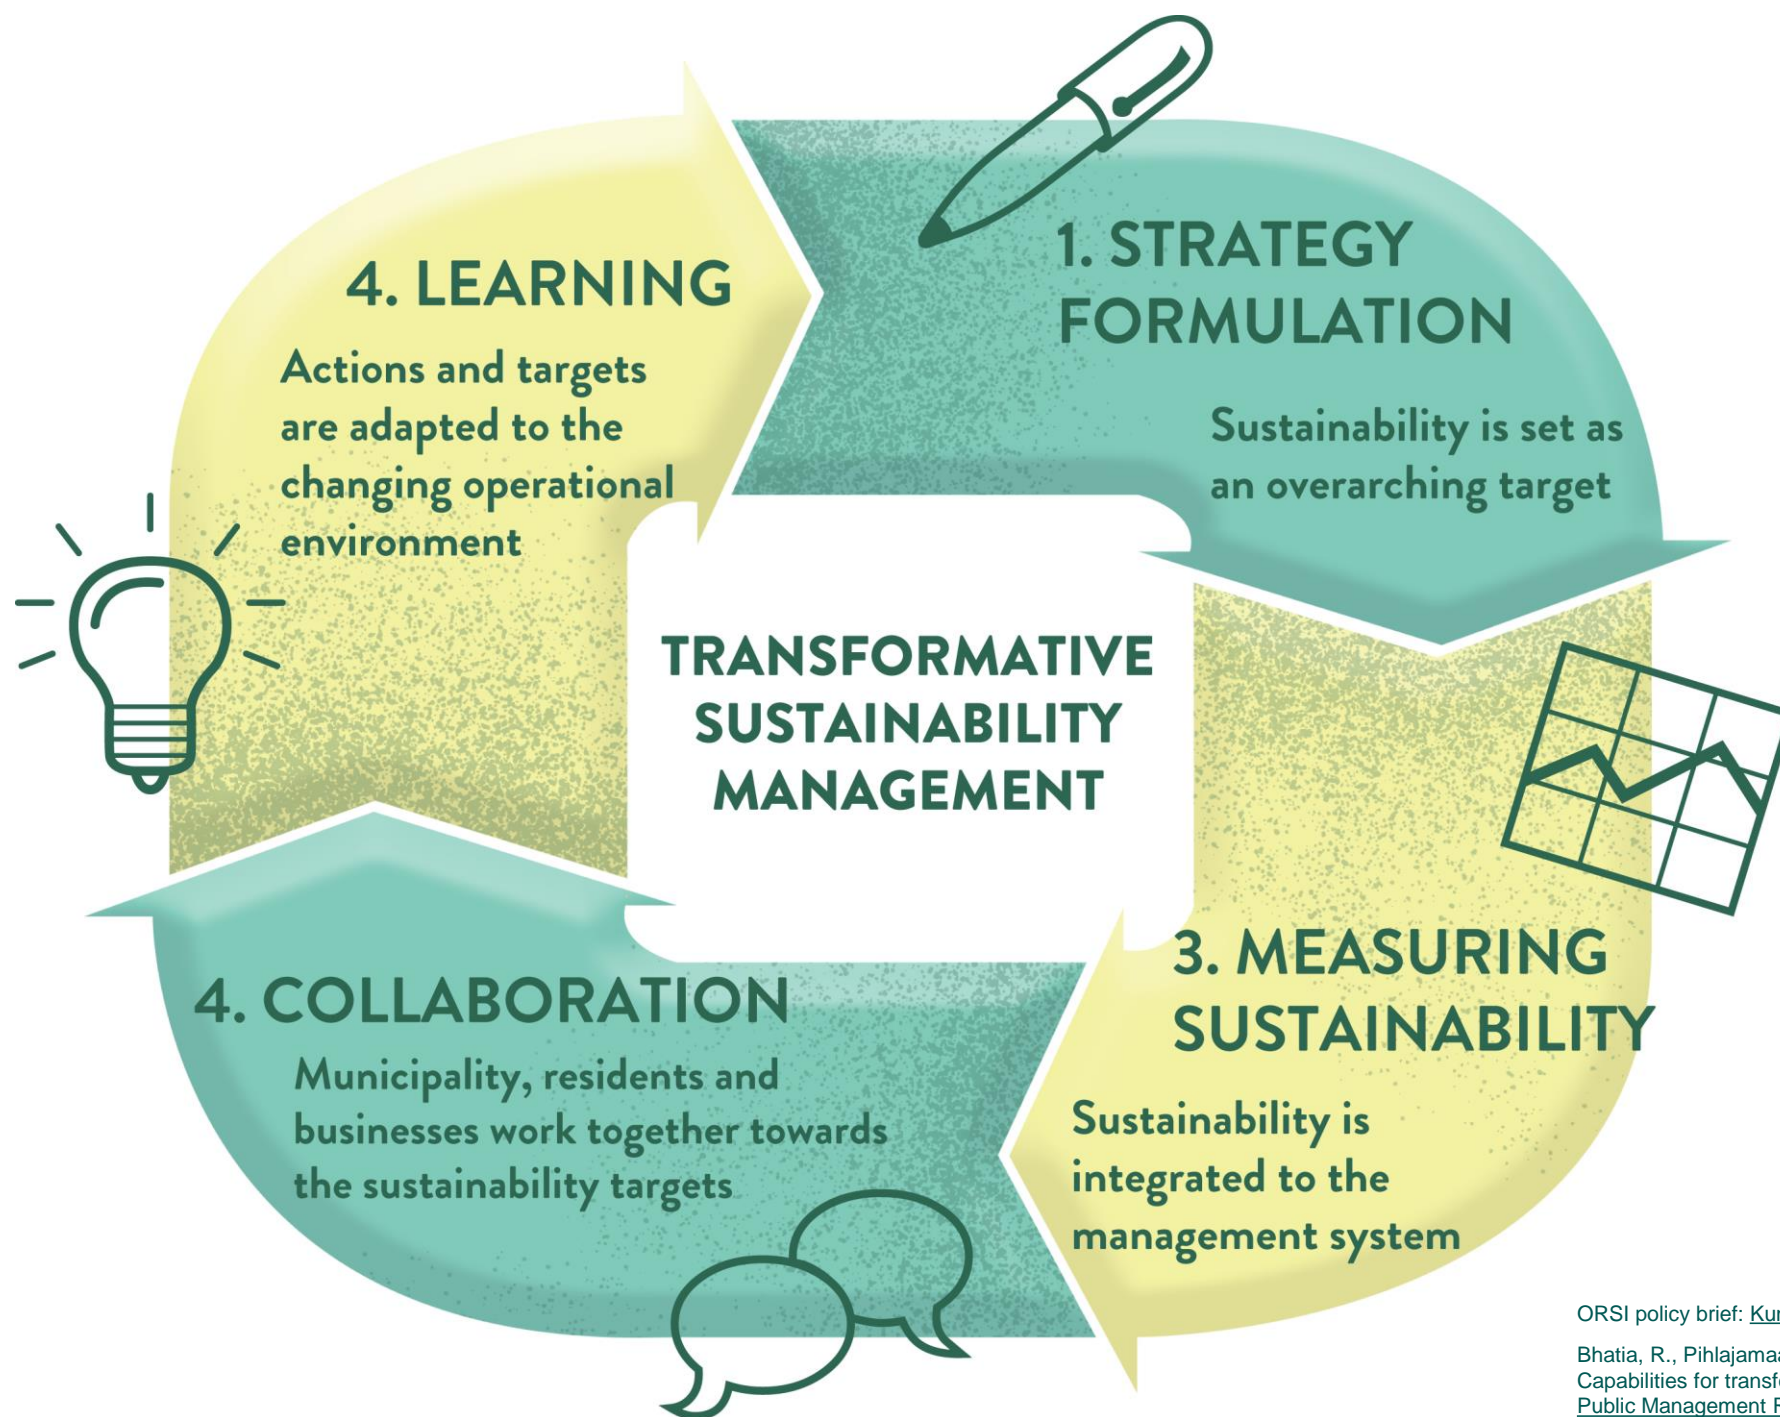 1. STRATEGY
FORMULATION
Sustainability is set as
an overarching target
3. MEASURING
SUSTAINABILITY
Sustainability is
integrated to the
management system
4. COLLABORATION
Municipality, residents and
businesses work together towards
the sustainability targets
4. LEARNING
Actions and targets
are adapted to the
changing operational
environment
TRANSFORMATIVE
SUSTAINABILITY
MANAGEMENT
ORSI policy brief:
Bhatia, R.,
Capabilities for
Public Management